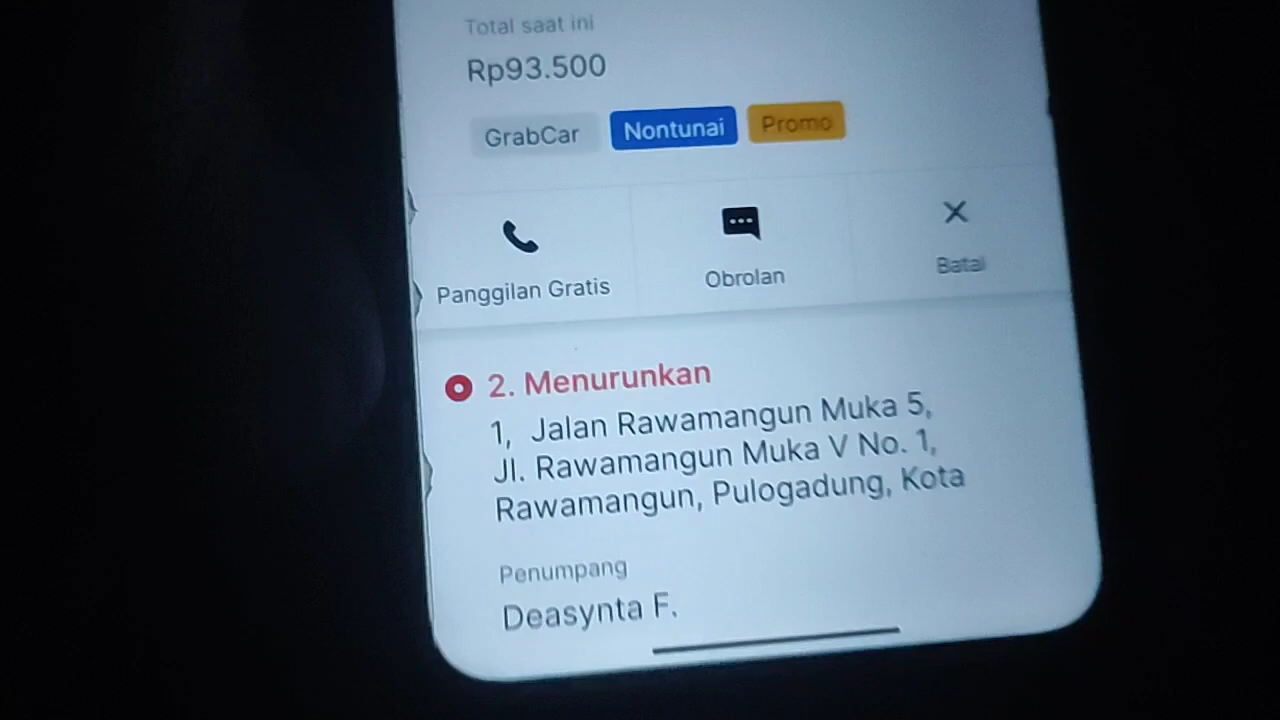 Total saat ini
Rp93.500
GrabCar Nontunai Promo
Panggilan Gratis Obrolan Batal
2. Menurunkan
1, Jalan Rawamangun Muka 5,
Jl. Rawamangun Muka V No. 1,
Rawamangun, Pulogadung, Kota
Penumpang
Deasynta F.